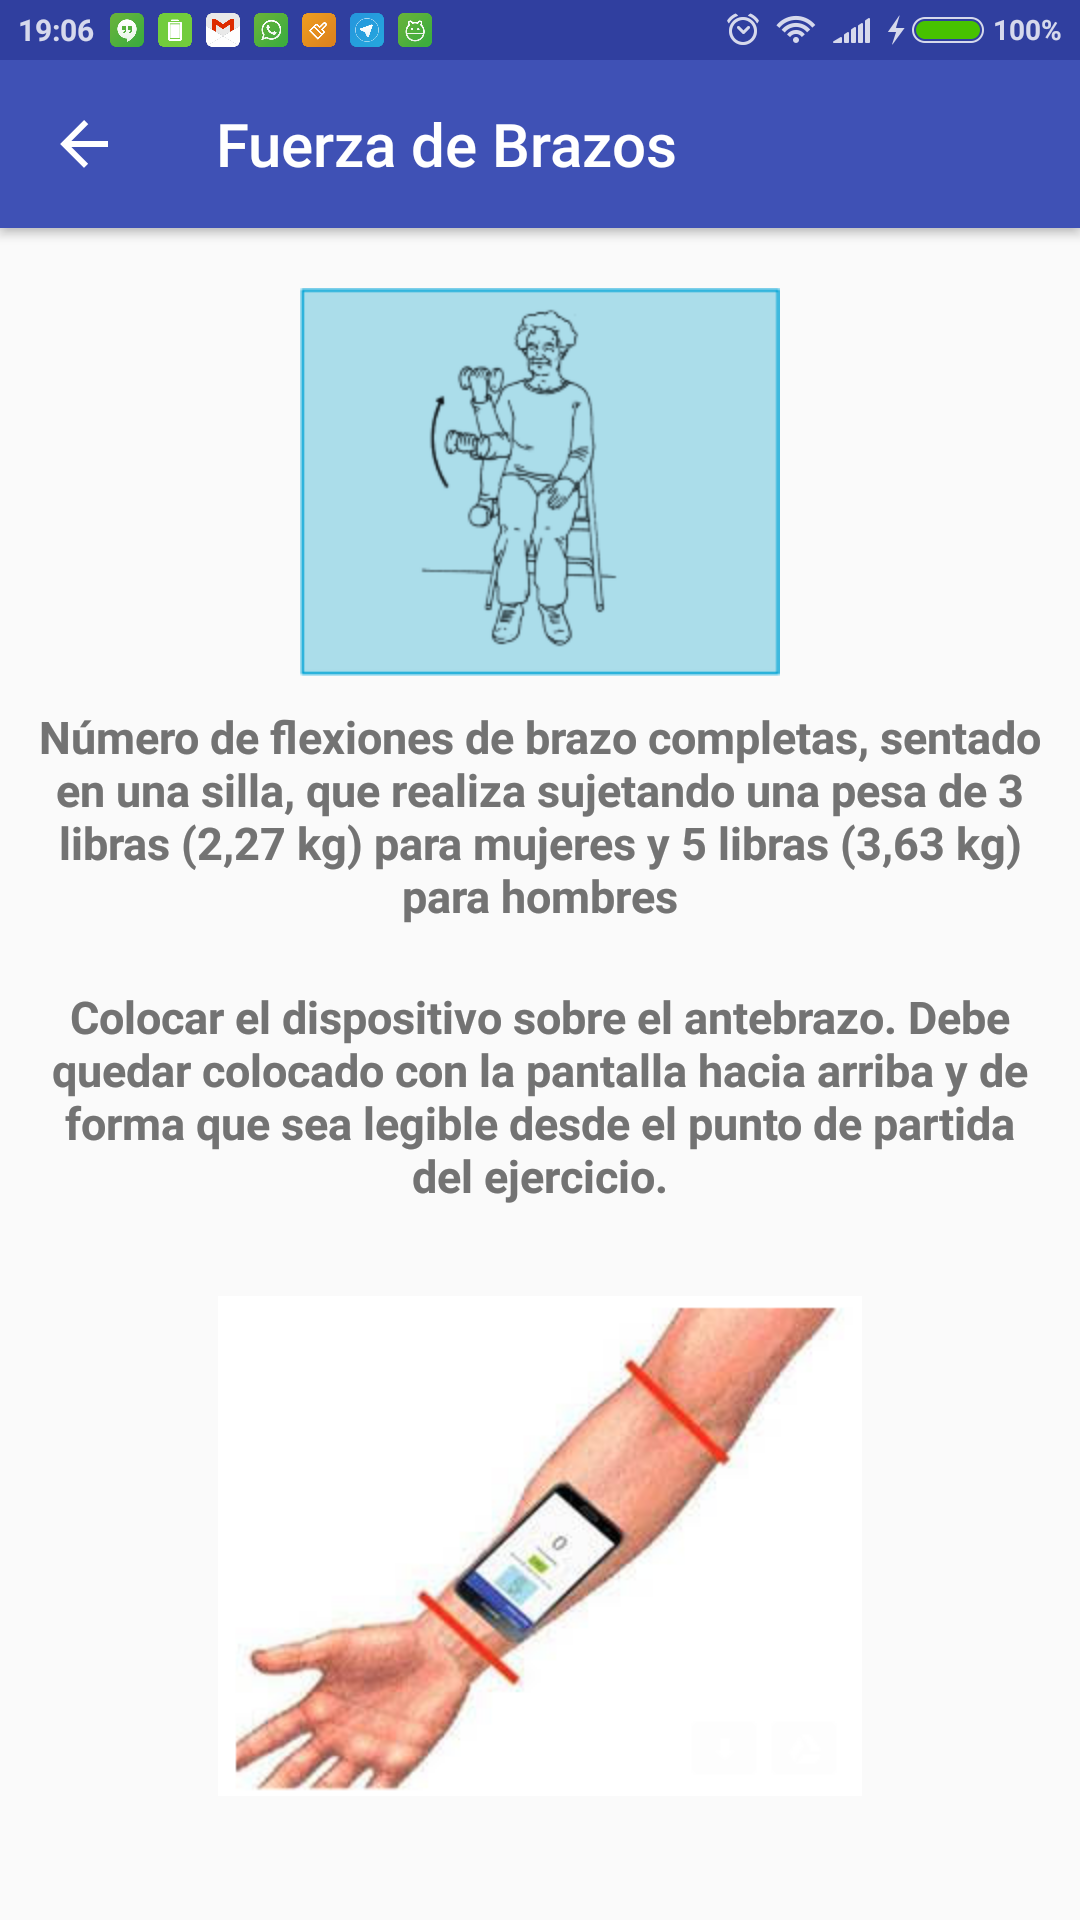 19:06
100%
Fuerza de Brazos
Número de flexiones de brazo completas, sentado
en una silla, que realiza sujetando una pesa de 3
libras (2,27 kg) para mujeres y 5 libras (3,63 kg)
para hombres
Colocar el dispositivo sobre el antebrazo. Debe
quedar colocado con la pantalla hacia arriba y de
forma que sea legible desde el punto de partida
del ejercicio.
0